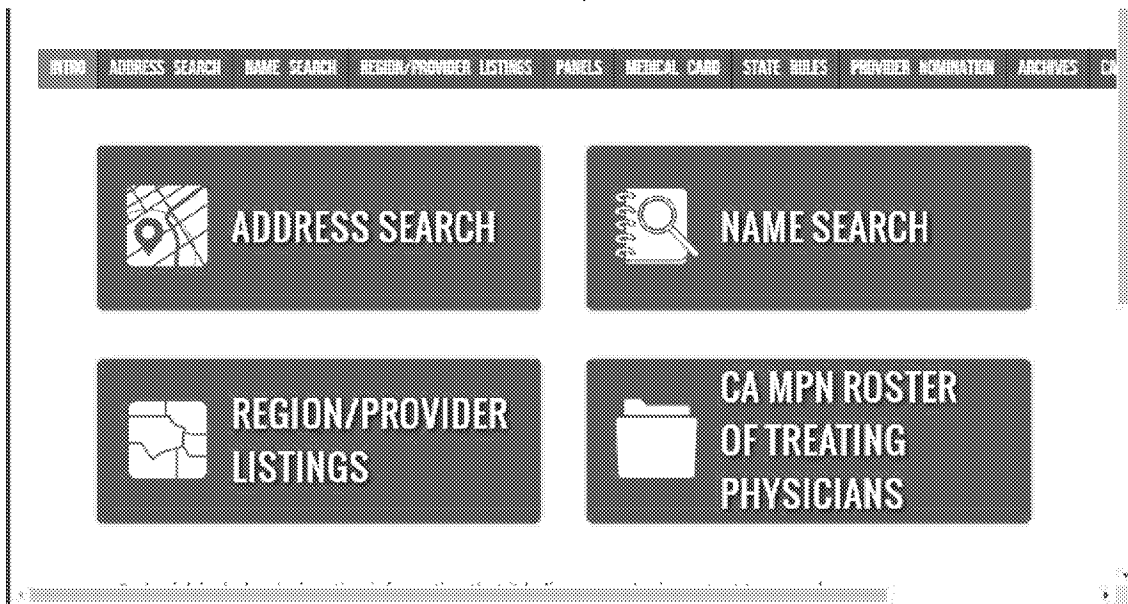 INTRO ADDRESS SEARCH NAME SEARCH REGION/PROVIDER LISTINGS PANELS MEDICAL CARD STATE RULES PROVIDER NOMINATION ARCHIVES
ADDRESS SEARCH
NAME SEARCH
REGION/PROVIDER
LISTINGS
CA MPN ROSTER
OF TREATING
PHYSICIANS